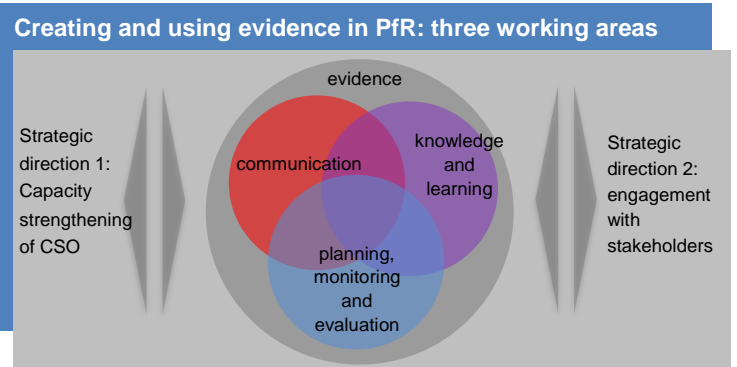 Creating and using evidence in PfR: three working areas
evidence
Strategic
direction 1:
Capacity
strengthening
of CSO
communication
knowledge
and
learning
planning,
monitoring
and
evaluation
Strategic
direction 2:
engagement
with
stakeholders